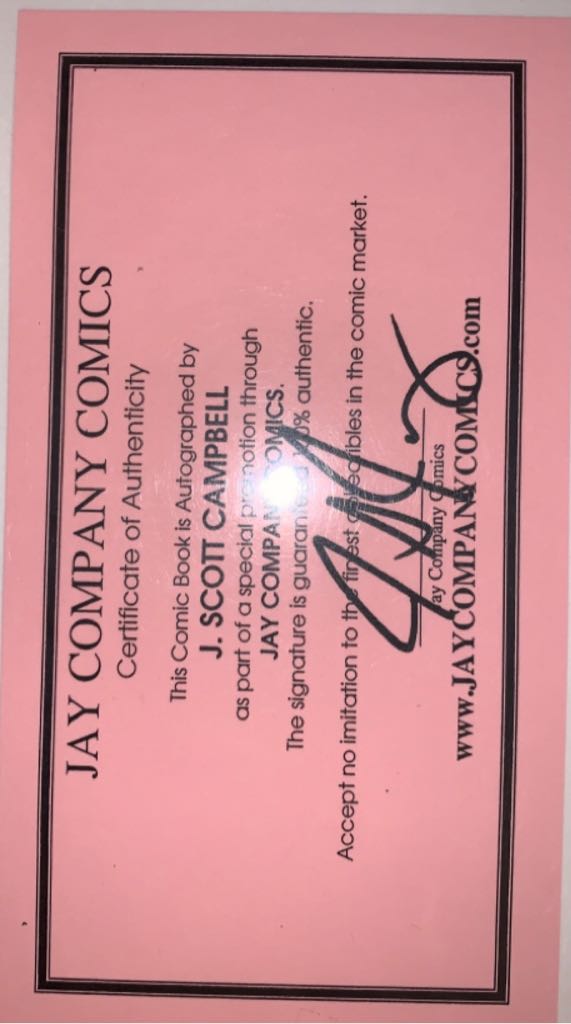 JAY COMPANY COMICS
Certificate of Authenticity
This Comic Book is Autographed by
J. SCOTT CAMPBELL
as part of a special promotion through
JAY COMPANY COMICS.
The signature is guaranteed 100% authentic.
Accept no imitation to the finest collectibles in the comic market.
Jay Company Comics
www.JAYCOMPANYCOMICS.com